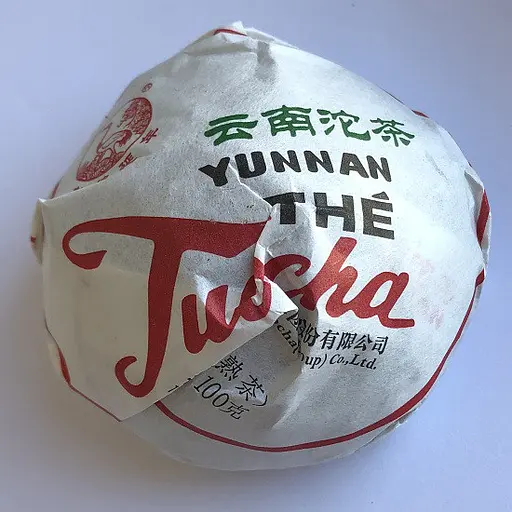 云南沱茶
YUNNAN
THÉ
Tuocha
份有限公司
Co.,Ltd.
熟茶)
100克